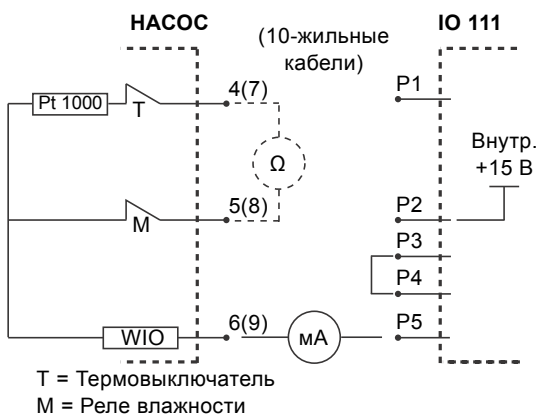 НАСОС
(10-жильные
кабели)
IO 111
Pt 1000
T
4(7)
P1
Внутр.
+15 В
Ω
5(8)
M
P2
P3
P4
WIO
6(9)
мА
P5
T = Термовыключатель
M = Реле влажности